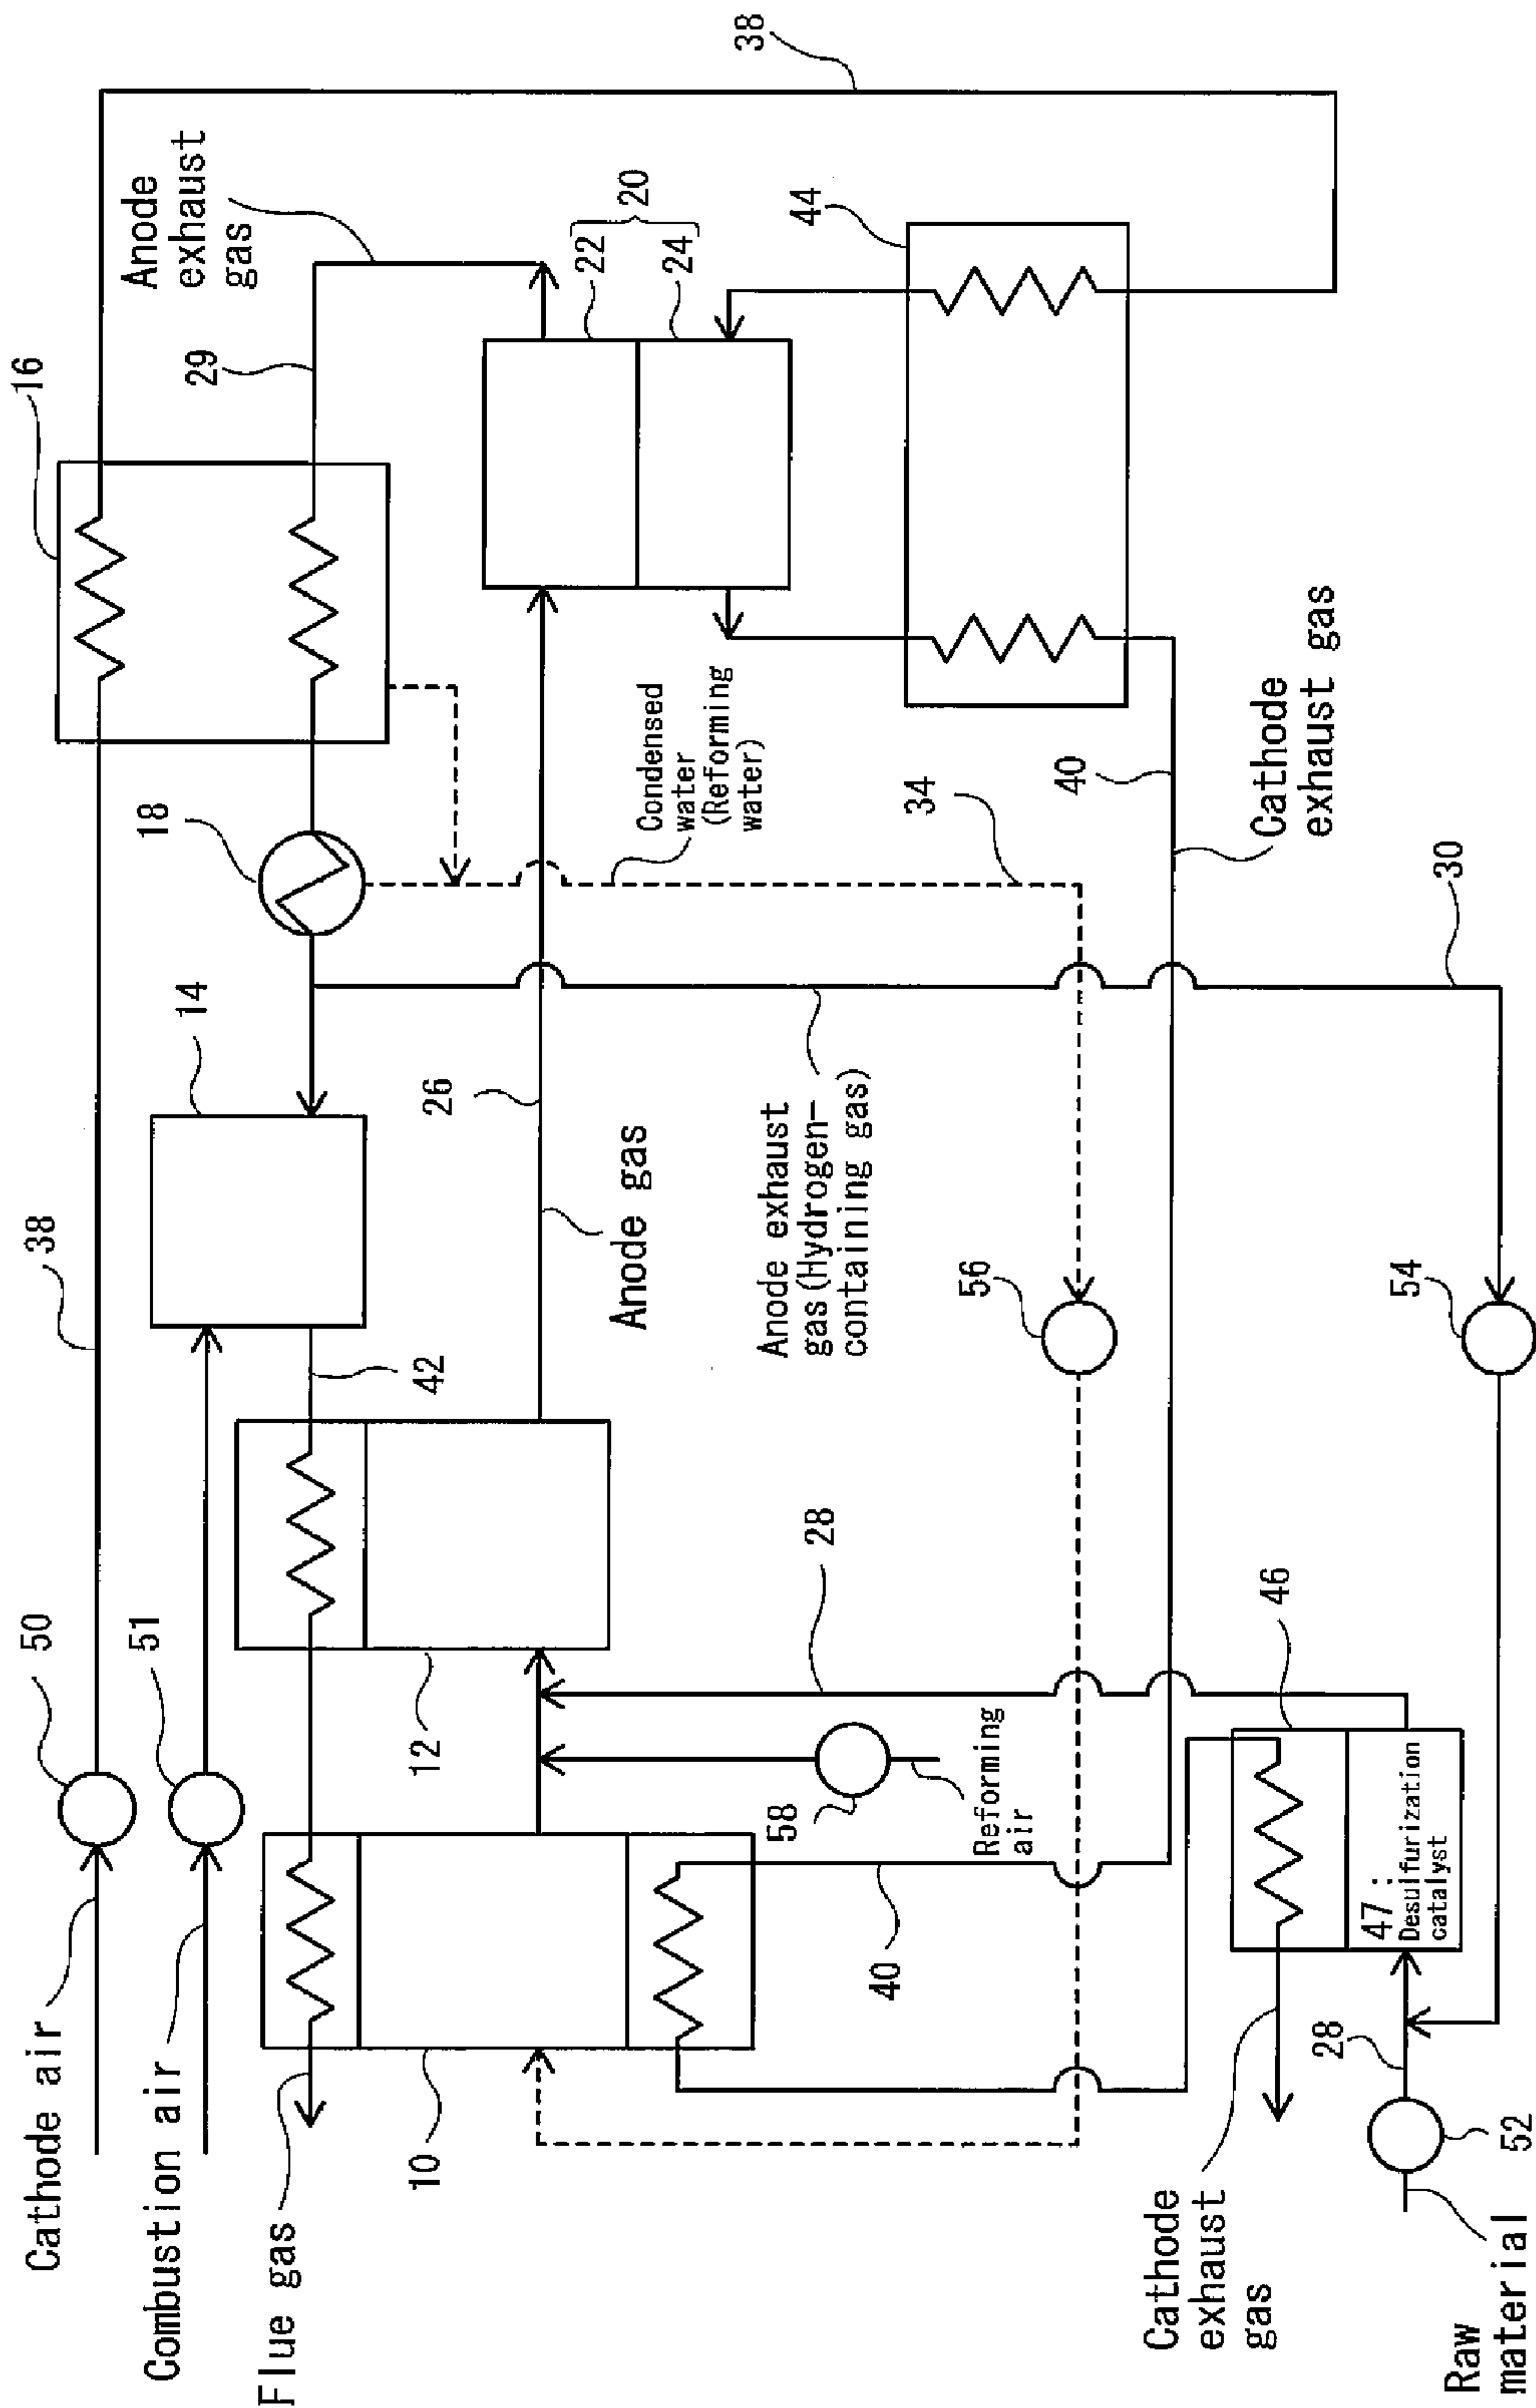 Cathode air
50
38
16
38
Combustion air
51
14
18
29
Anode
exhaust
gas
Flue gas
42
26
22
24
20
10
12
Anode gas
Condensed
water
(Reforming
water)
44
58
Reforming
air
28
Anode exhaust
gas(Hydrogen-
containing gas)
34
40
56
40
Cathode
exhaust gas
Cathode
exhaust
gas
46
47:
Desulfurization
catalyst
28
54
30
Raw
material
52